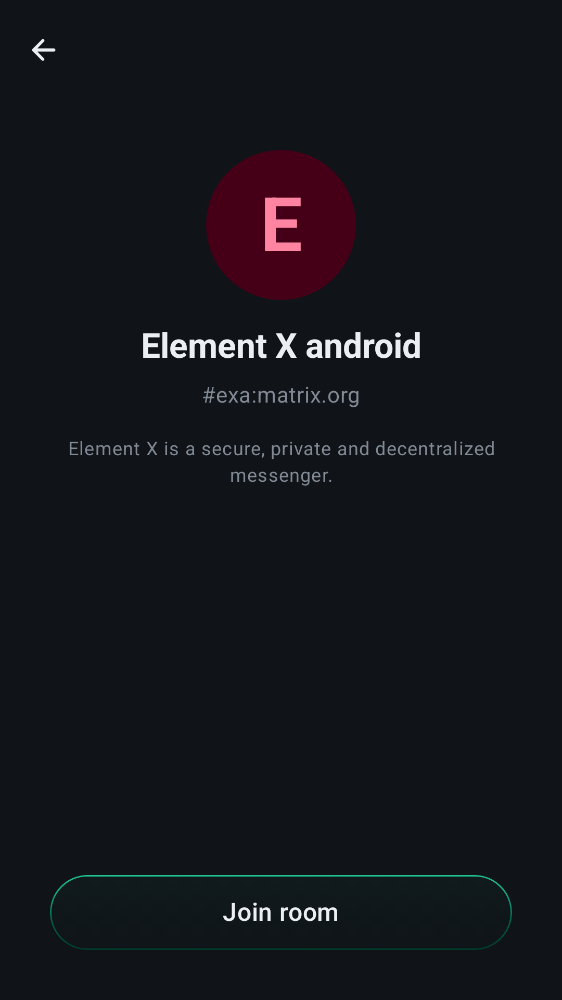 E
Element X android
#exa:matrix.org
Element X is a secure, private and decentralized
messenger.
Join room